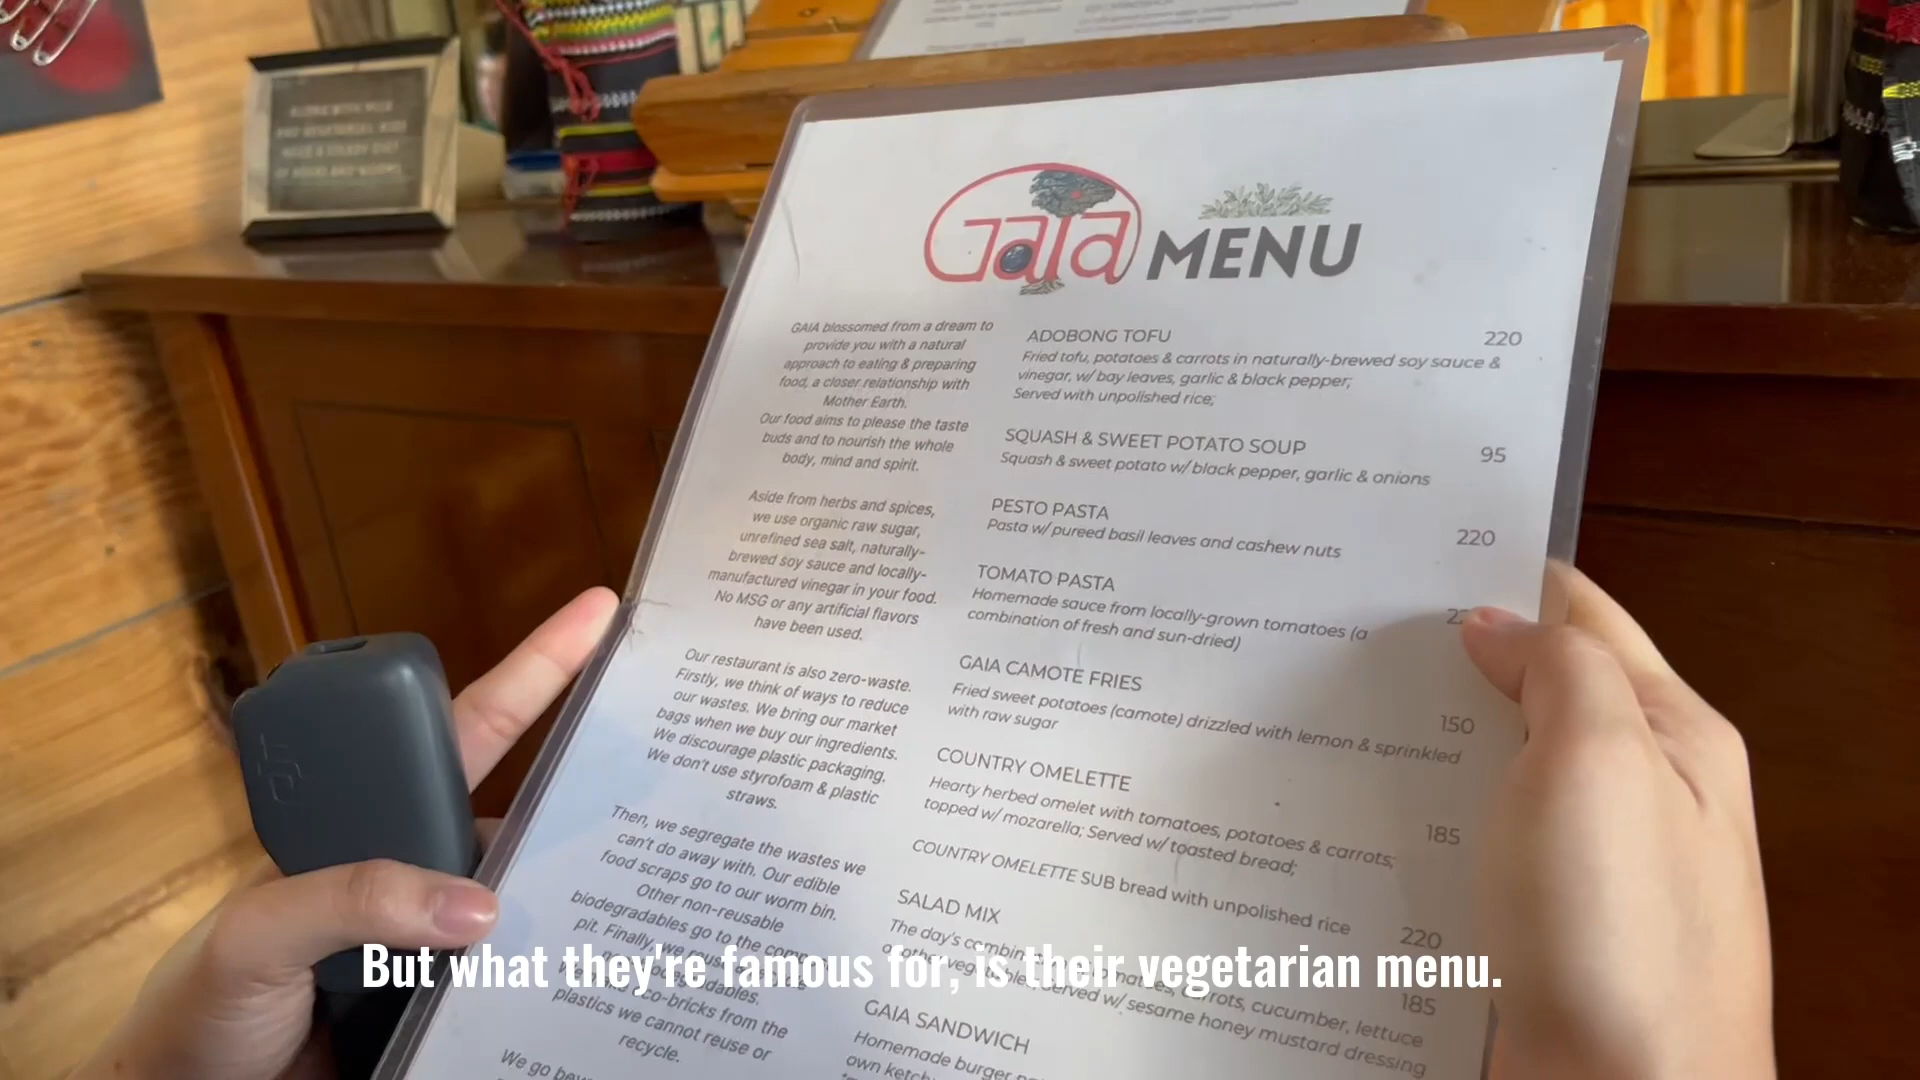 Gaia MENU
GAIA blossomed from a dream to
provide you with a natural
approach to eating & preparing
food, a closer relationship with
Mother Earth.
Our food aims to please the taste
buds and to nourish the whole
body, mind and spirit.
Aside from herbs and spices,
we use organic raw sugar,
unrefined sea salt, naturally-
brewed soy sauce and locally-
manufactured vinegar in your food.
No MSG or any artificial flavors
have been used.
Our restaurant is also zero-waste.
Firstly, we think of ways to reduce
our wastes. We bring our market
bags when we buy our ingredients.
We discourage plastic packaging.
We don't use styrofoam & plastic
straws.
Then, we segregate the wastes we
can't do away with. Our edible
food scraps go to our worm bin.
Other non-reusable
biodegradables go to the
pit. Finally, we
co-bricks from the
plastics we cannot reuse or
recycle.
We go
ADOBONG TOFU 220
Fried tofu, potatoes & carrots in naturally-brewed soy sauce &
vinegar, w/ bay leaves, garlic & black pepper;
Served with unpolished rice;
SQUASH & SWEET POTATO SOUP 95
Squash & sweet potato w/ black pepper, garlic & onions
PESTO PASTA 220
Pasta w/ pureed basil leaves and cashew nuts
TOMATO PASTA
Homemade sauce from locally-grown tomatoes (a
combination of fresh and sun-dried)
GAIA CAMOTE FRIES 150
Fried sweet potatoes (camote) drizzled with lemon & sprinkled
with raw sugar
COUNTRY OMELETTE 185
Hearty herbed omelet with tomatoes, potatoes & carrots;
topped w/ mozarella; Served w/ toasted bread;
COUNTRY OMELETTE SUB bread with unpolished rice 220
SALAD MIX 185
The day's carrots, cucumber, lettuce
served w/ sesame honey mustard dressing
GAIA SANDWICH
Homemade burger
own
But what they're famous for, is their vegetarian menu.